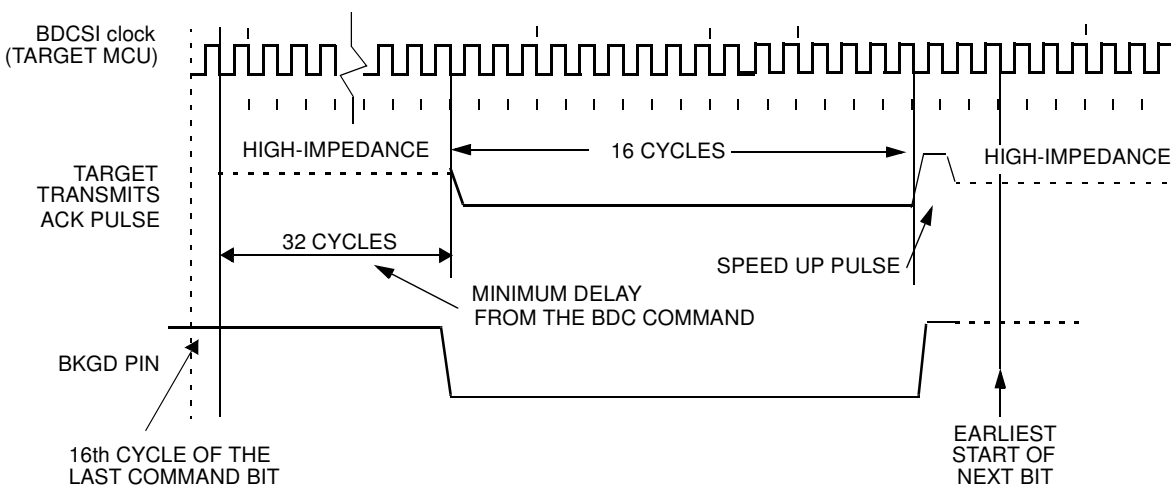 BDCSI clock
(TARGET MCU)
HIGH-IMPEDANCE
16 CYCLES
HIGH-IMPEDANCE
TARGET
TRANSMITS
ACK PULSE
32 CYCLES
SPEED UP PULSE
MINIMUM DELAY
FROM THE BDC COMMAND
BKGD PIN
16th CYCLE OF THE
LAST COMMAND BIT
EARLIEST
START OF
NEXT BIT